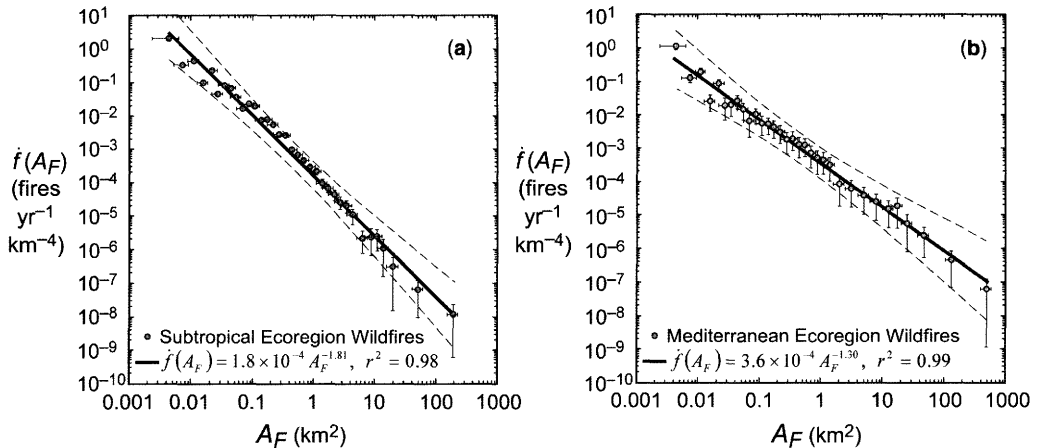 (a)
10¹
10⁰
10⁻¹
10⁻²
10⁻³
10⁻⁴
10⁻⁵
10⁻⁶
10⁻⁷
10⁻⁸
10⁻⁹
10⁻¹⁰
ḟ(A_F)
(fires
yr⁻¹
km⁻⁴)
Subtropical Ecoregion Wildfires
ḟ(A_F) = 1.8 × 10⁻⁴ A_F^-1.81, r² = 0.98
0.001 0.01 0.1 1 10 100 1000
A_F (km²)
(b)
10¹
10⁰
10⁻¹
10⁻²
10⁻³
10⁻⁴
10⁻⁵
10⁻⁶
10⁻⁷
10⁻⁸
10⁻⁹
10⁻¹⁰
ḟ(A_F)
(fires
yr⁻¹
km⁻⁴)
Mediterranean Ecoregion Wildfires
ḟ(A_F) = 3.6 × 10⁻⁴ A_F^-1.30, r² = 0.99
0.001 0.01 0.1 1 10 100 1000
A_F (km²)